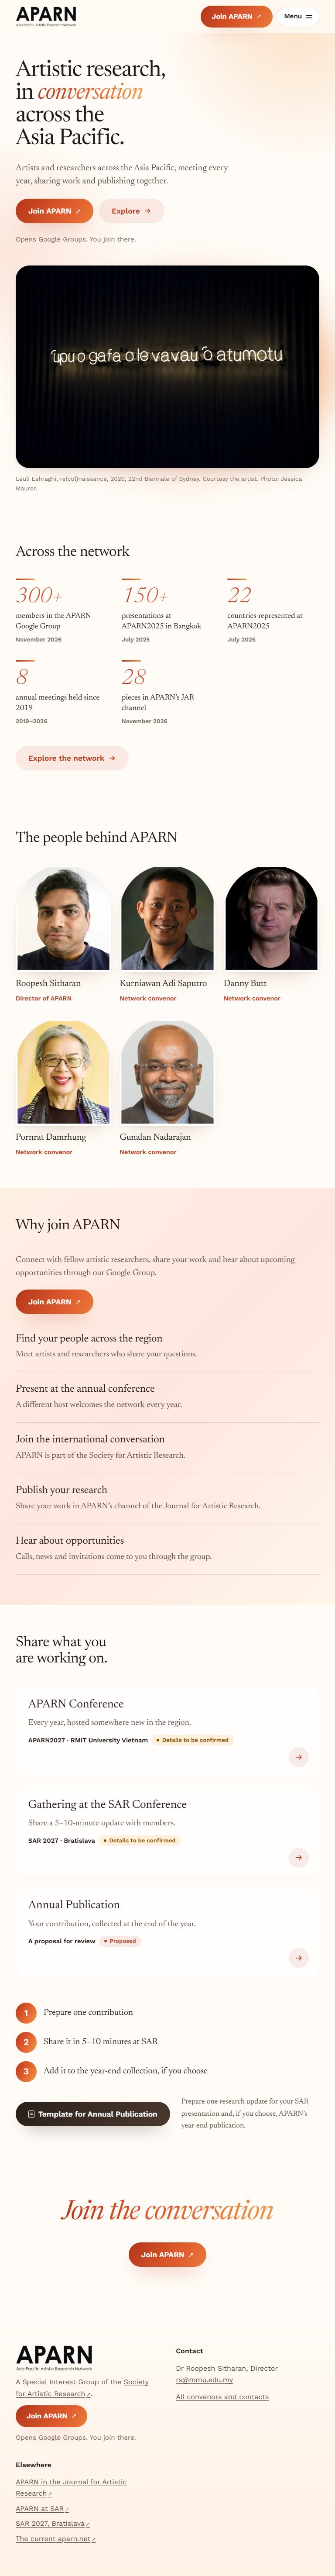 APARN
Asia Pacific Artistic Research Network
Join APARN ↗
Menu
Artistic research,
in conversation
across the
Asia Pacific.
Artists and researchers across the Asia Pacific, meeting every
year, sharing work and publishing together.
Join APARN ↗
Explore →
Opens Google Groups. You join there.
Léuli Eshrāghi, re(cul)naissance, 2020, 22nd Biennale of Sydney. Courtesy the artist. Photo: Jessica
Maurer.
Across the network
300+
members in the APARN
Google Group
November 2026
150+
presentations at
APARN2025 in Bangkok
July 2025
22
countries represented at
APARN2025
July 2025
8
annual meetings held since
2019
2019–2026
28
pieces in APARN's JAR
channel
November 2026
Explore the network →
The people behind APARN
Roopesh Sitharan
Director of APARN
Kurniawan Adi Saputro
Network convenor
Danny Butt
Network convenor
Pornrat Damrhung
Network convenor
Gunalan Nadarajan
Network convenor
Why join APARN
Connect with fellow artistic researchers, share your work and hear about upcoming
opportunities through our Google Group.
Join APARN ↗
Find your people across the region
Meet artists and researchers who share your questions.
Present at the annual conference
A different host welcomes the network every year.
Join the international conversation
APARN is part of the Society for Artistic Research.
Publish your research
Share your work in APARN's channel of the Journal for Artistic Research.
Hear about opportunities
Calls, news and invitations come to you through the group.
Share what you
are working on.
APARN Conference
Every year, hosted somewhere new in the region.
APARN2027 · RMIT University Vietnam
Details to be confirmed
→
Gathering at the SAR Conference
Share a 5–10-minute update with members.
SAR 2027 · Bratislava
Details to be confirmed
→
Annual Publication
Your contribution, collected at the end of the year.
A proposal for review
Proposed
→
1 Prepare one contribution
2 Share it in 5–10 minutes at SAR
3 Add it to the year-end collection, if you choose
Template for Annual Publication
Prepare one research update for your SAR
presentation and, if you choose, APARN's
year-end publication.
Join the conversation
Join APARN ↗
APARN
Asia Pacific Artistic Research Network
A Special Interest Group of the Society
for Artistic Research ↗.
Join APARN ↗
Opens Google Groups. You join there.
Contact
Dr Roopesh Sitharan, Director
rs@mmu.edu.my
All convenors and contacts
Elsewhere
APARN in the Journal for Artistic
Research ↗
APARN at SAR ↗
SAR 2027, Bratislava ↗
The current aparn.net ↗